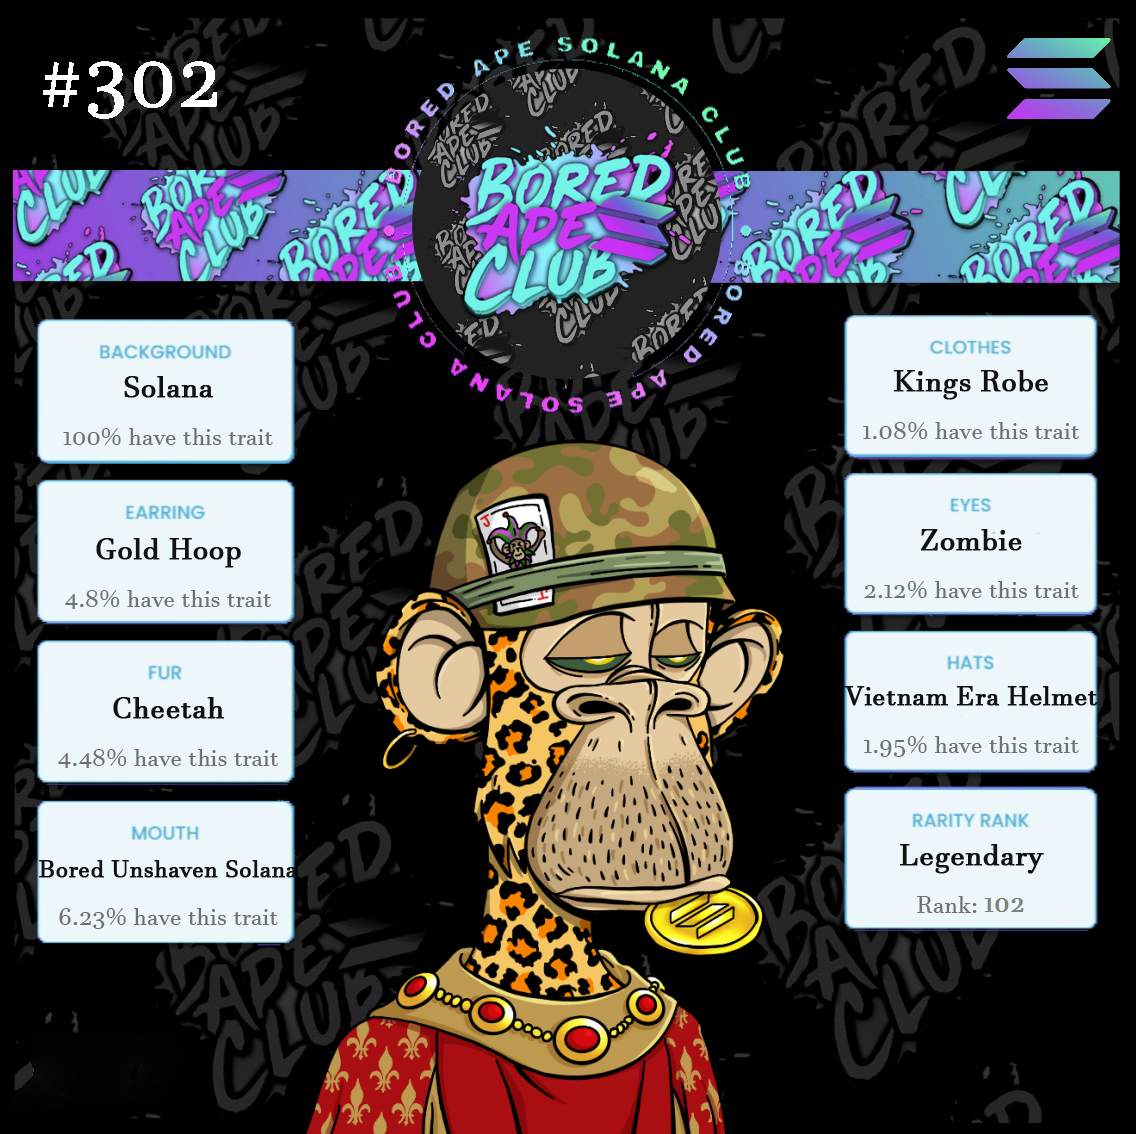 #302
BORED APE SOLANA CLUB
BORED APE SOLANA CLUB
BORED
APE
CLUB
BACKGROUND
Solana
100% have this trait
EARRING
Gold Hoop
4.8% have this trait
FUR
Cheetah
4.48% have this trait
MOUTH
Bored Unshaven Solana
6.23% have this trait
CLOTHES
Kings Robe
1.08% have this trait
EYES
Zombie
2.12% have this trait
HATS
Vietnam Era Helmet
1.95% have this trait
RARITY RANK
Legendary
Rank: 102
J
J